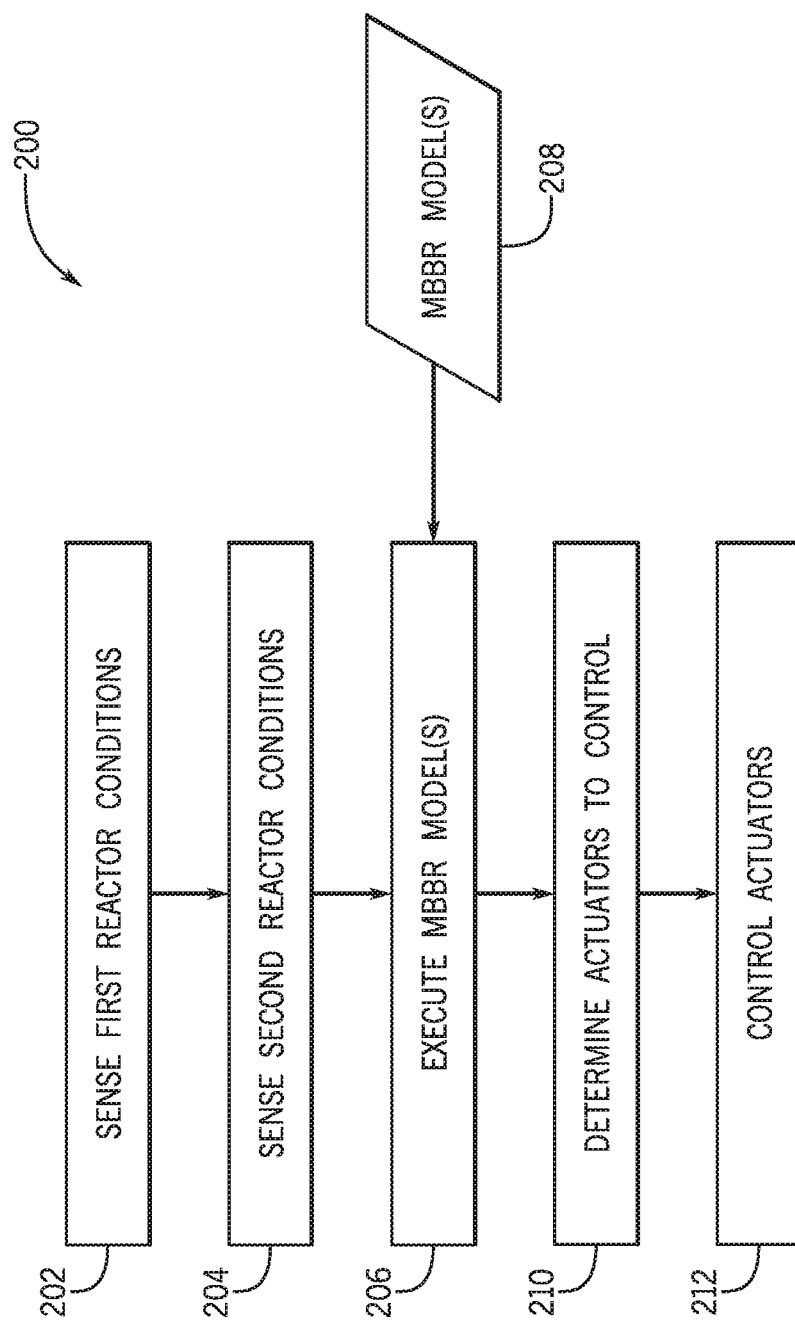 200
202
SENSE FIRST REACTOR CONDITIONS
204
SENSE SECOND REACTOR CONDITIONS
206
EXECUTE MBBR MODEL(S)
MBBR MODEL(S)
208
210
DETERMINE ACTUATORS TO CONTROL
212
CONTROL ACTUATORS